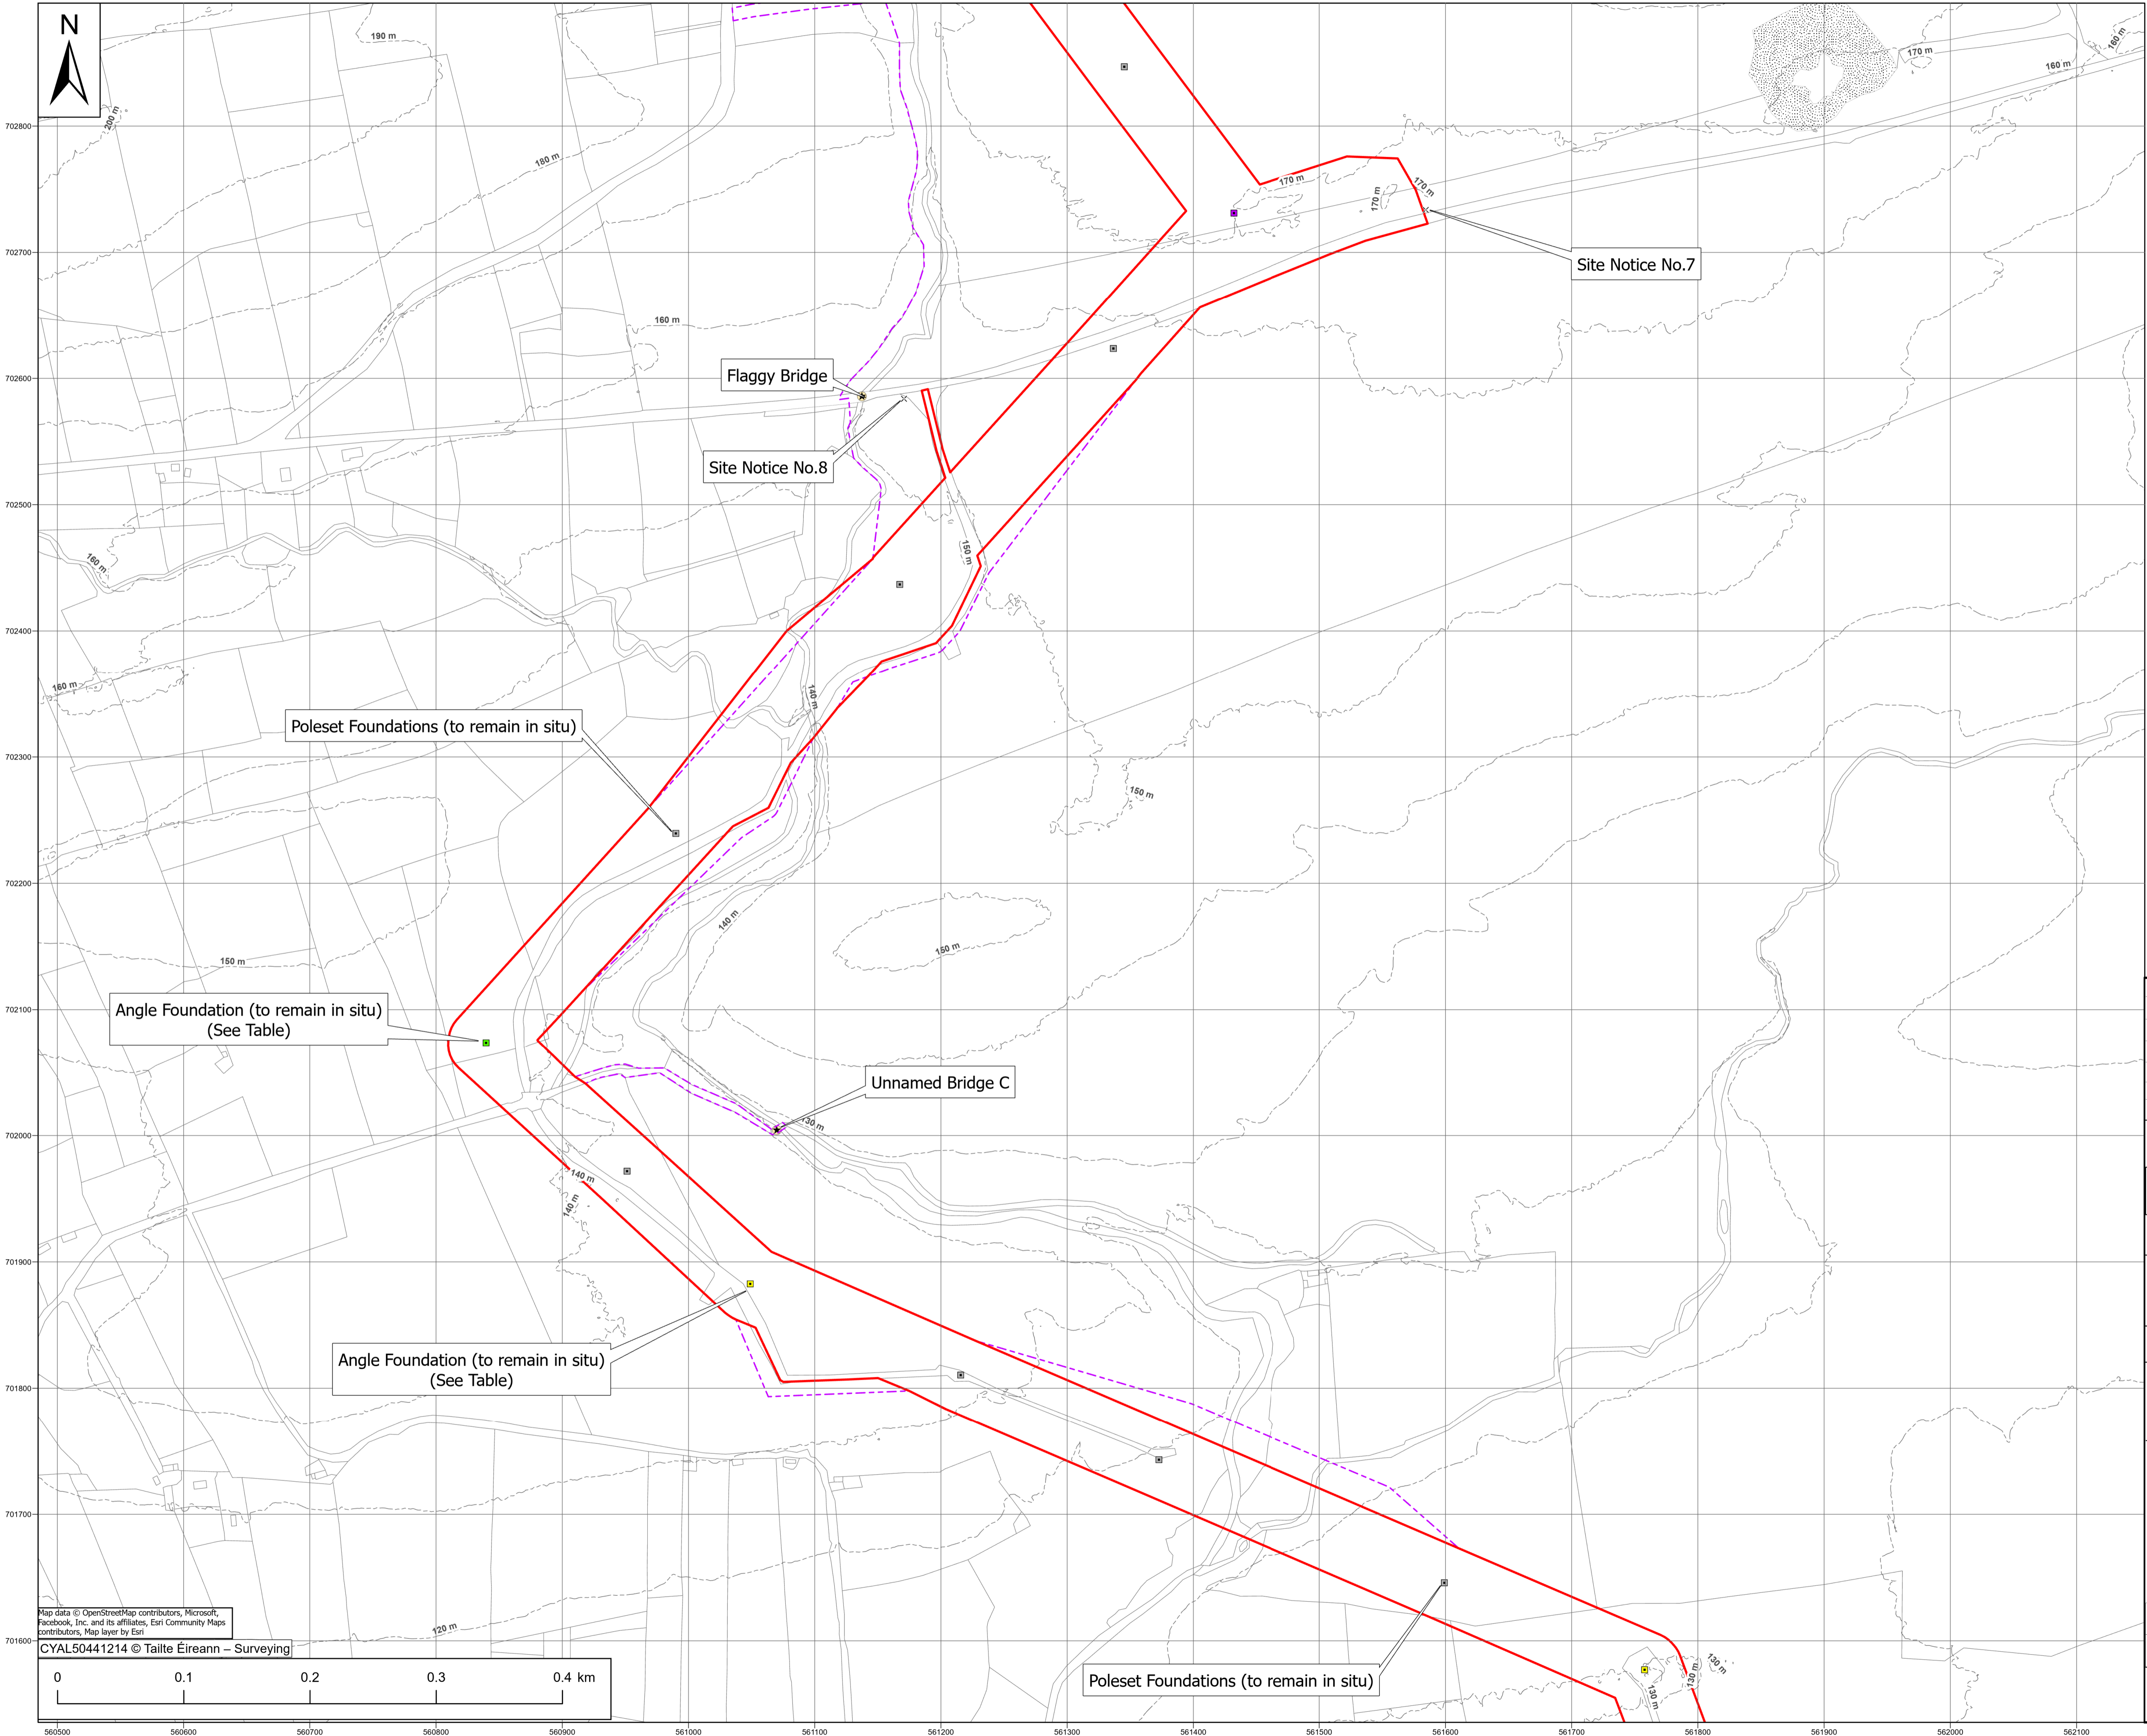 N
190 m
200 m
180 m
170 m
160 m
160 m
702800
170 m
170 m
170 m
702700
Site Notice No.7
160 m
702600
Flaggy Bridge
Site Notice No.8
702500
160 m
150 m
702400
160 m
140 m
Poleset Foundations (to remain in situ)
702300
150 m
702200
140 m
150 m
150 m
702100
Angle Foundation (to remain in situ)
(See Table)
Unnamed Bridge C
130 m
702000
140 m
140 m
701900
Angle Foundation (to remain in situ)
(See Table)
701800
701700
Poleset Foundations (to remain in situ)
130 m
130 m
130 m
120 m
701600
Map data © OpenStreetMap contributors, Microsoft,
Facebook, Inc. and its affiliates, Esri Community Maps
contributors, Map layer by Esri
CYAL50441214 © Tailte Éireann – Surveying
0 0.1 0.2 0.3 0.4 km
560500 560600 560700 560800 560900 561000 561100 561200 561300 561400 561500 561600 561700 561800 561900 562000 562100